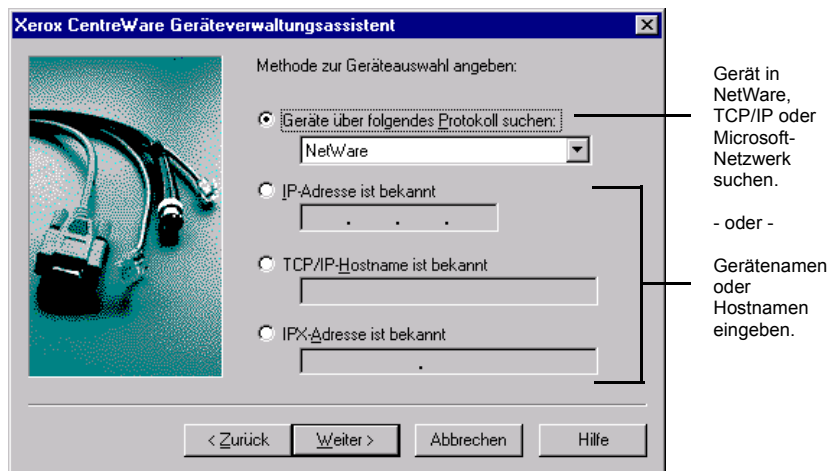 Xerox CentreWare Geräteverwaltungsassistent
Methode zur Geräteauswahl angeben:
Geräte über folgendes Protokoll suchen:
NetWare
IP-Adresse ist bekannt
. . .
TCP/IP-Hostname ist bekannt
IPX-Adresse ist bekannt
.
< Zurück
Weiter >
Abbrechen
Hilfe
Gerät in
NetWare,
TCP/IP oder
Microsoft-
Netzwerk
suchen.
- oder -
Gerätenamen
oder
Hostnamen
eingeben.